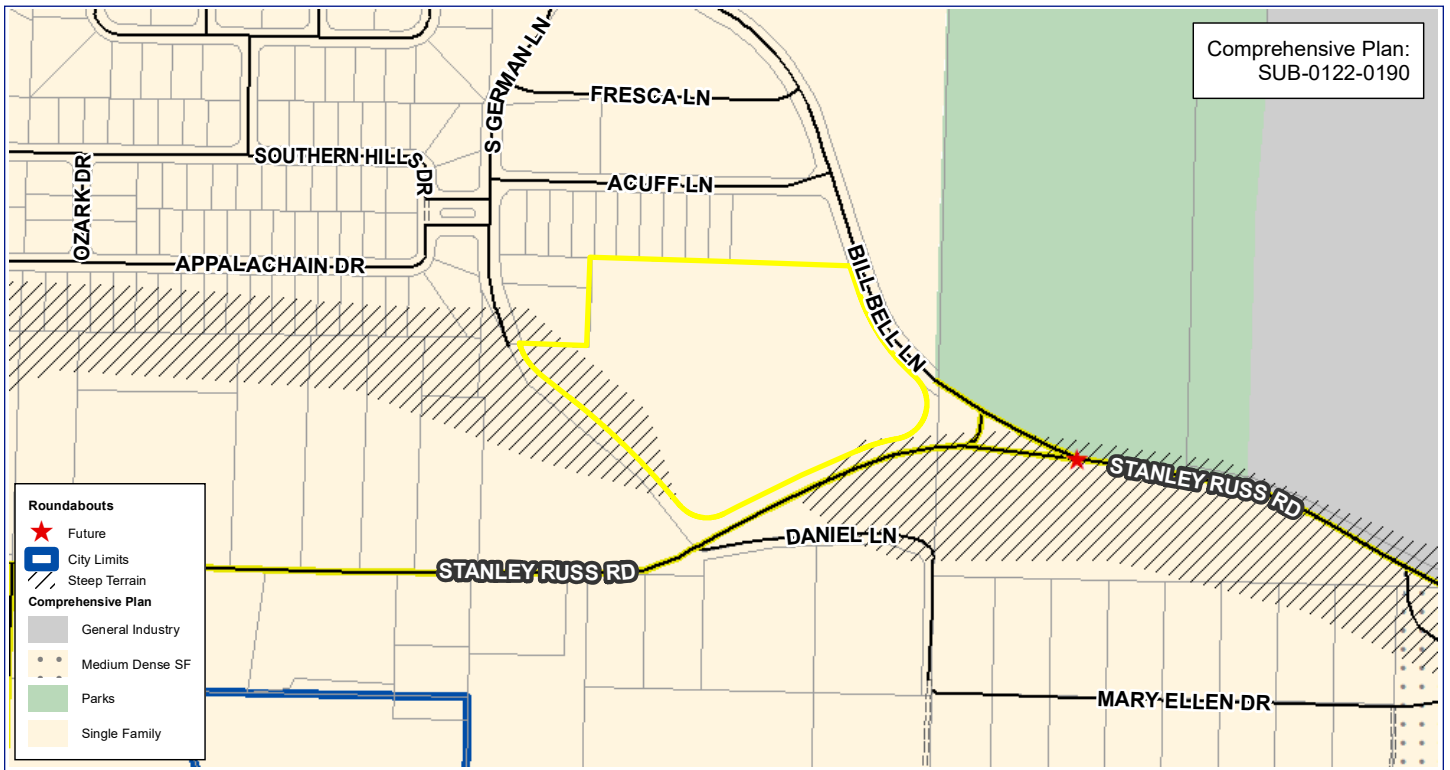 Comprehensive Plan:
SUB-0122-0190
S GERMAN LN
FRESCA LN
SOUTHERN HILLS DR
OZARK DR
ACUFF LN
APPALACHAIN DR
BILL BELL LN
STANLEY RUSS RD
DANIEL LN
STANLEY RUSS RD
MARY ELLEN DR
Roundabouts
Future
City Limits
Steep Terrain
Comprehensive Plan
General Industry
Medium Dense SF
Parks
Single Family